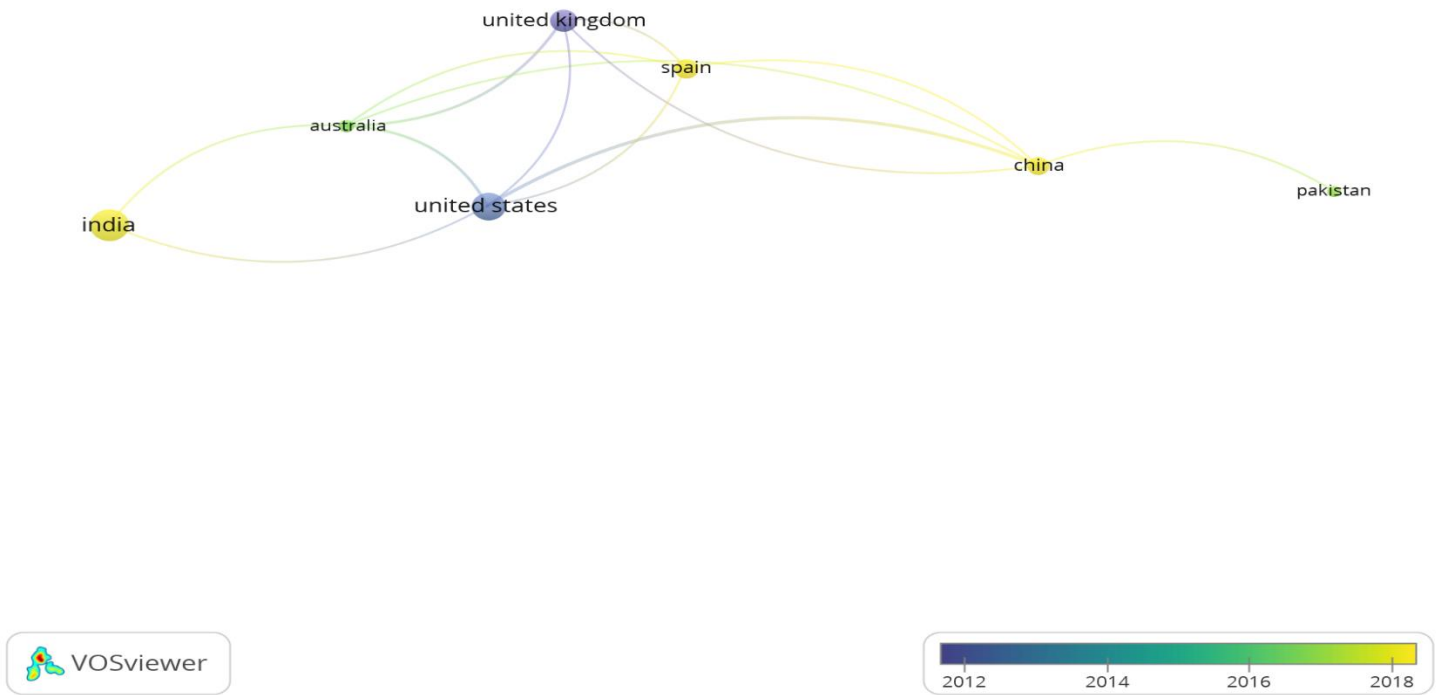 united kingdom
spain
australia
china
pakistan
united states
india
VOSviewer
2012 2014 2016 2018